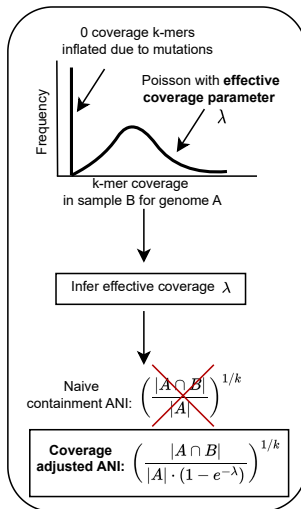 0 coverage k-mers
inflated due to mutations
Poisson with effective
coverage parameter
λ
Frequency
k-mer coverage
in sample B for genome A
Infer effective coverage λ
Naive
containment ANI: (|A ∩ B| / |A|)^{1/k}
Coverage
adjusted ANI: (|A ∩ B| / |A| · (1 − e^{−λ}))^{1/k}